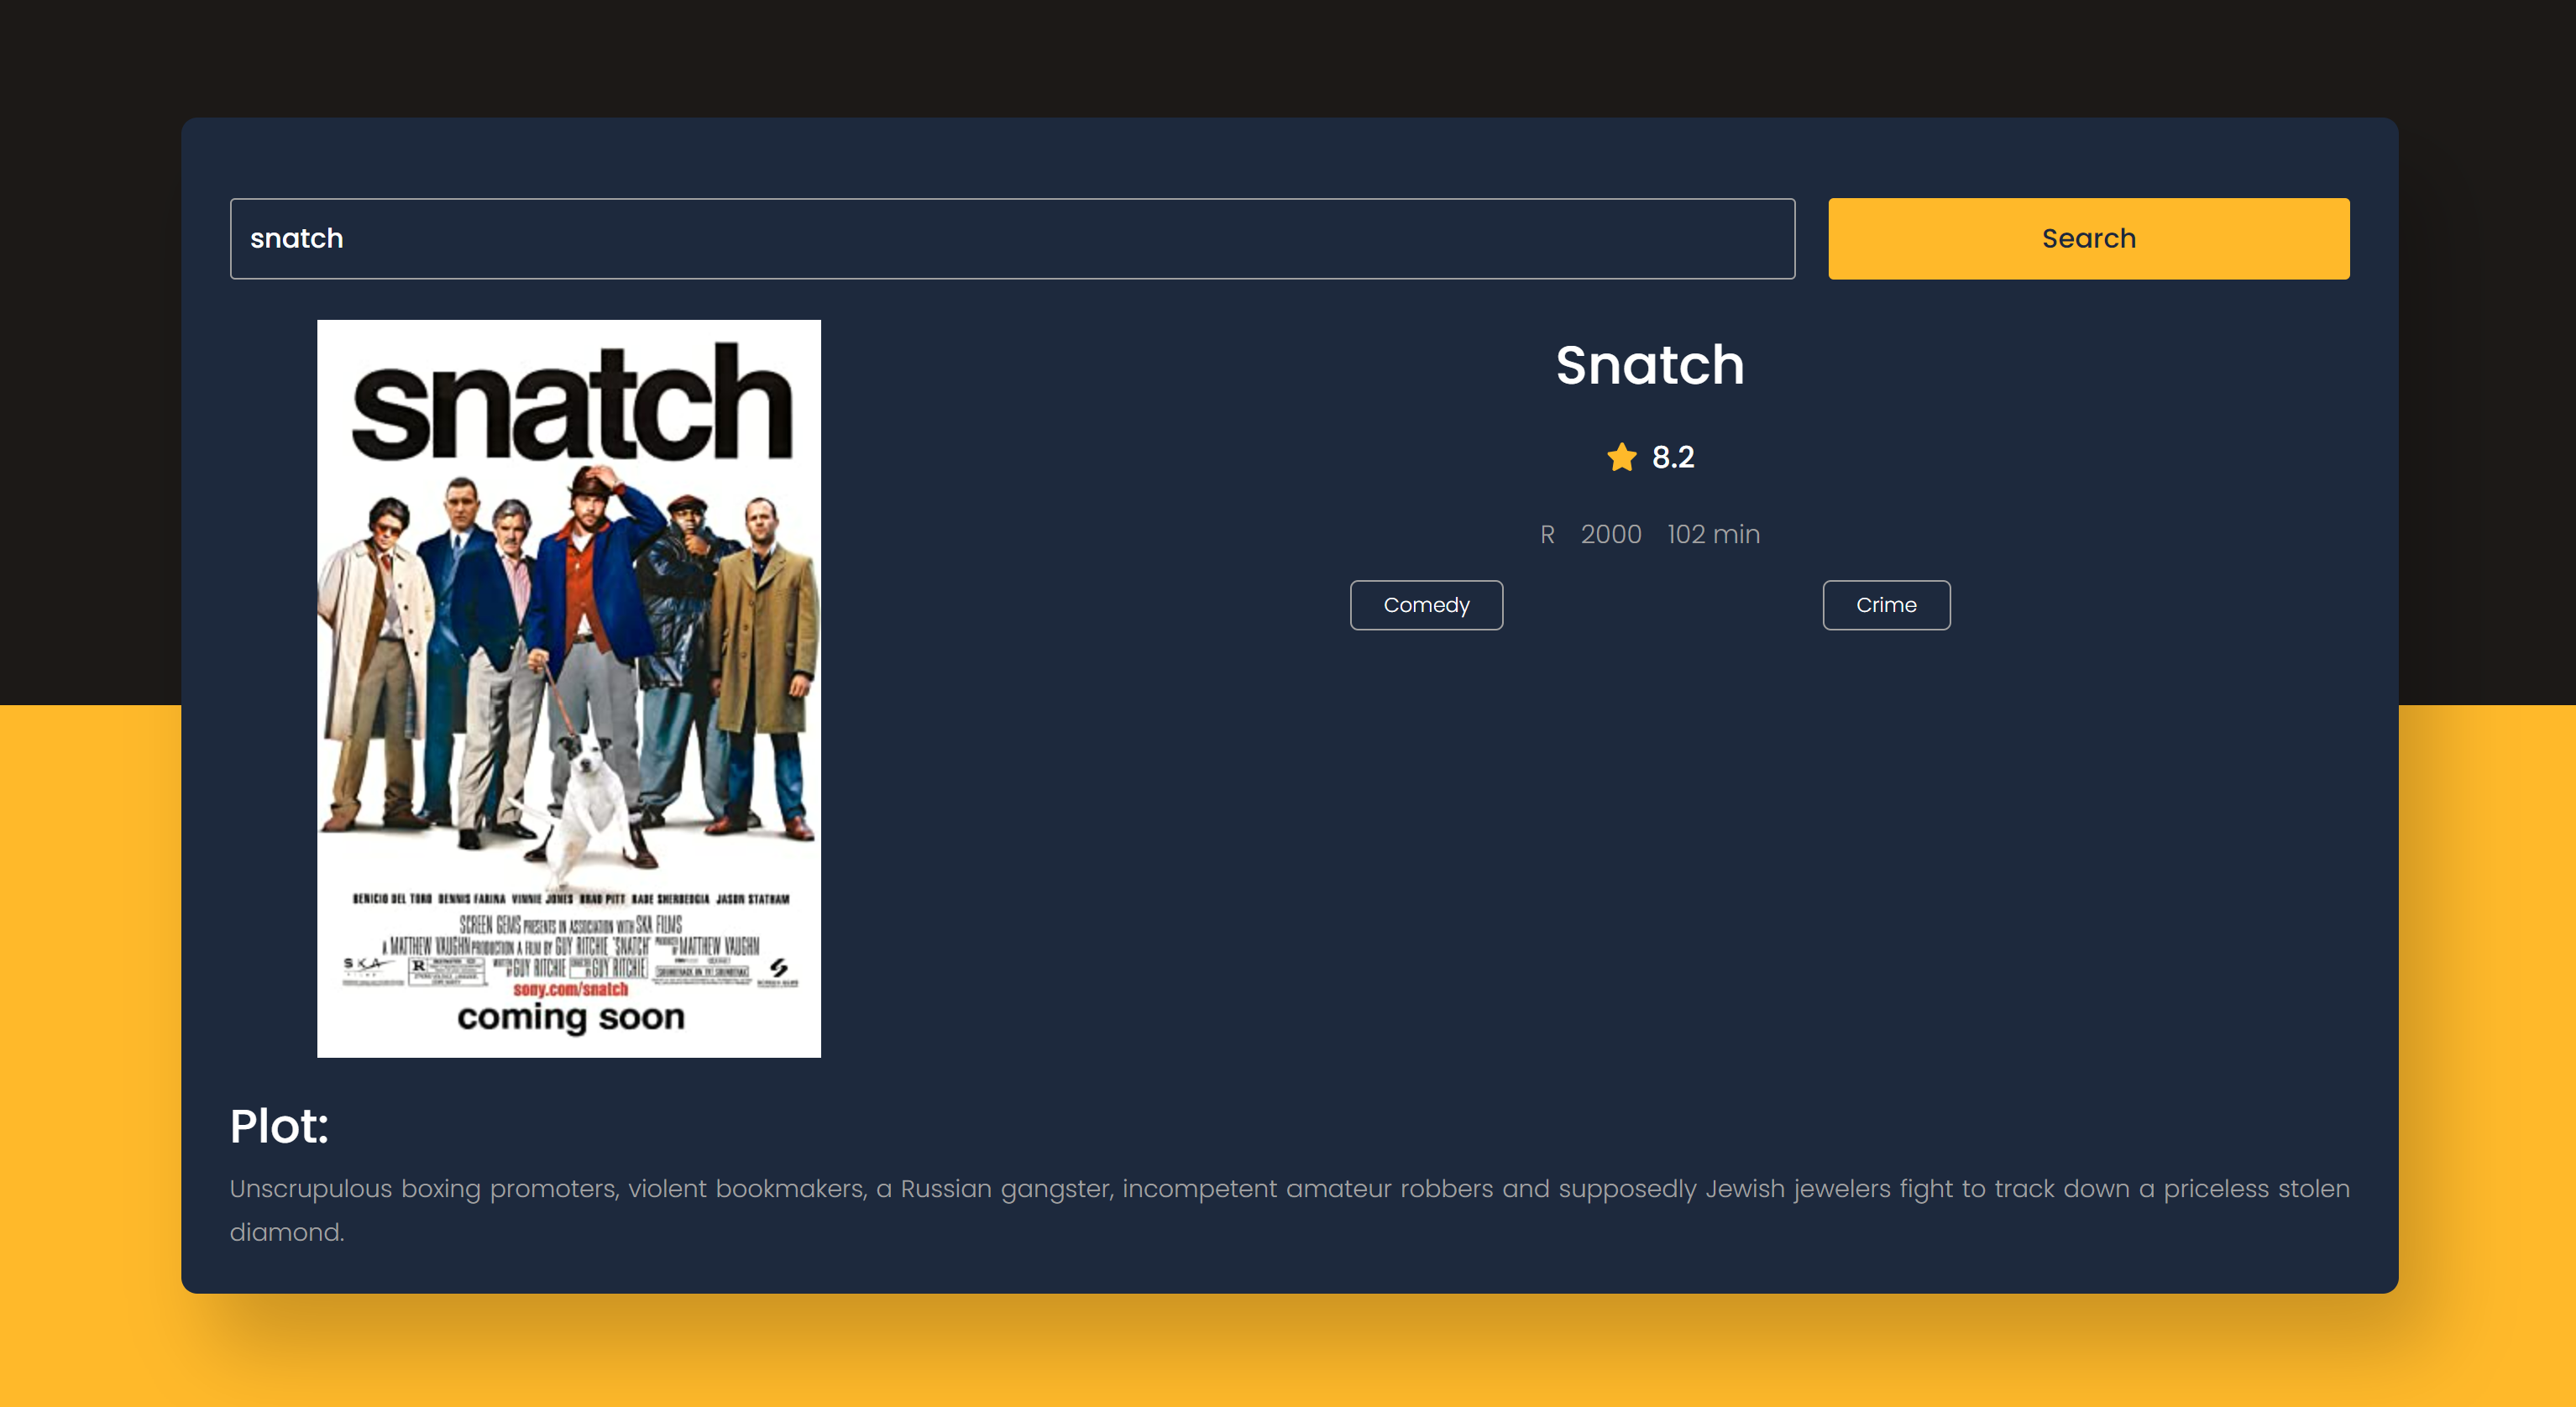 snatch
Search
snatch
BENICIO DEL TORO DENNIS FARINA VINNIE JONES BRAD PITT RADE SHERBEDGIA JASON STATHAM
SCREEN GEMS PRESENTS IN ASSOCIATION WITH SKA FILMS
A MATTHEW VAUGHN PRODUCTION A FILM BY GUY RITCHIE "SNATCH" PRODUCED BY MATTHEW VAUGHN
SKA R WRITTEN BY GUY RITCHIE DIRECTED BY GUY RITCHIE
sony.com/snatch
coming soon
Snatch
8.2
R 2000 102 min
Comedy Crime
Plot:
Unscrupulous boxing promoters, violent bookmakers, a Russian gangster, incompetent amateur robbers and supposedly Jewish jewelers fight to track down a priceless stolen
diamond.